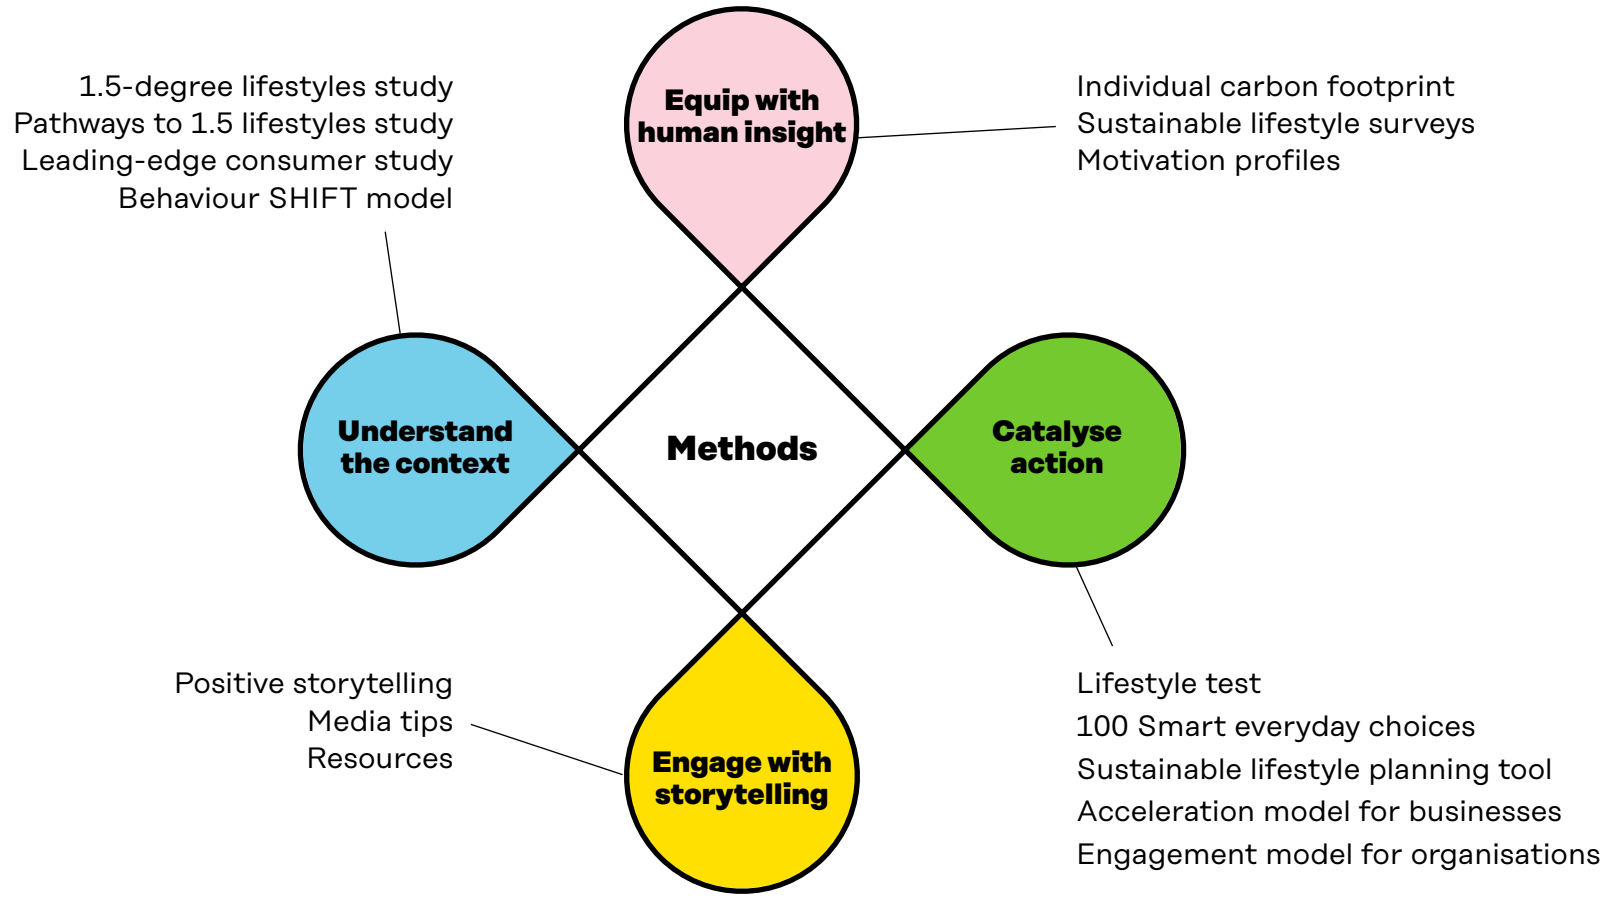 1.5-degree lifestyles study
Pathways to 1.5 lifestyles study
Leading-edge consumer study
Behaviour SHIFT model
Equip with
human insight
Individual carbon footprint
Sustainable lifestyle surveys
Motivation profiles
Understand
the context
Methods
Catalyse
action
Positive storytelling
Media tips
Resources
Engage with
storytelling
Lifestyle test
100 Smart everyday choices
Sustainable lifestyle planning tool
Acceleration model for businesses
Engagement model for organisations